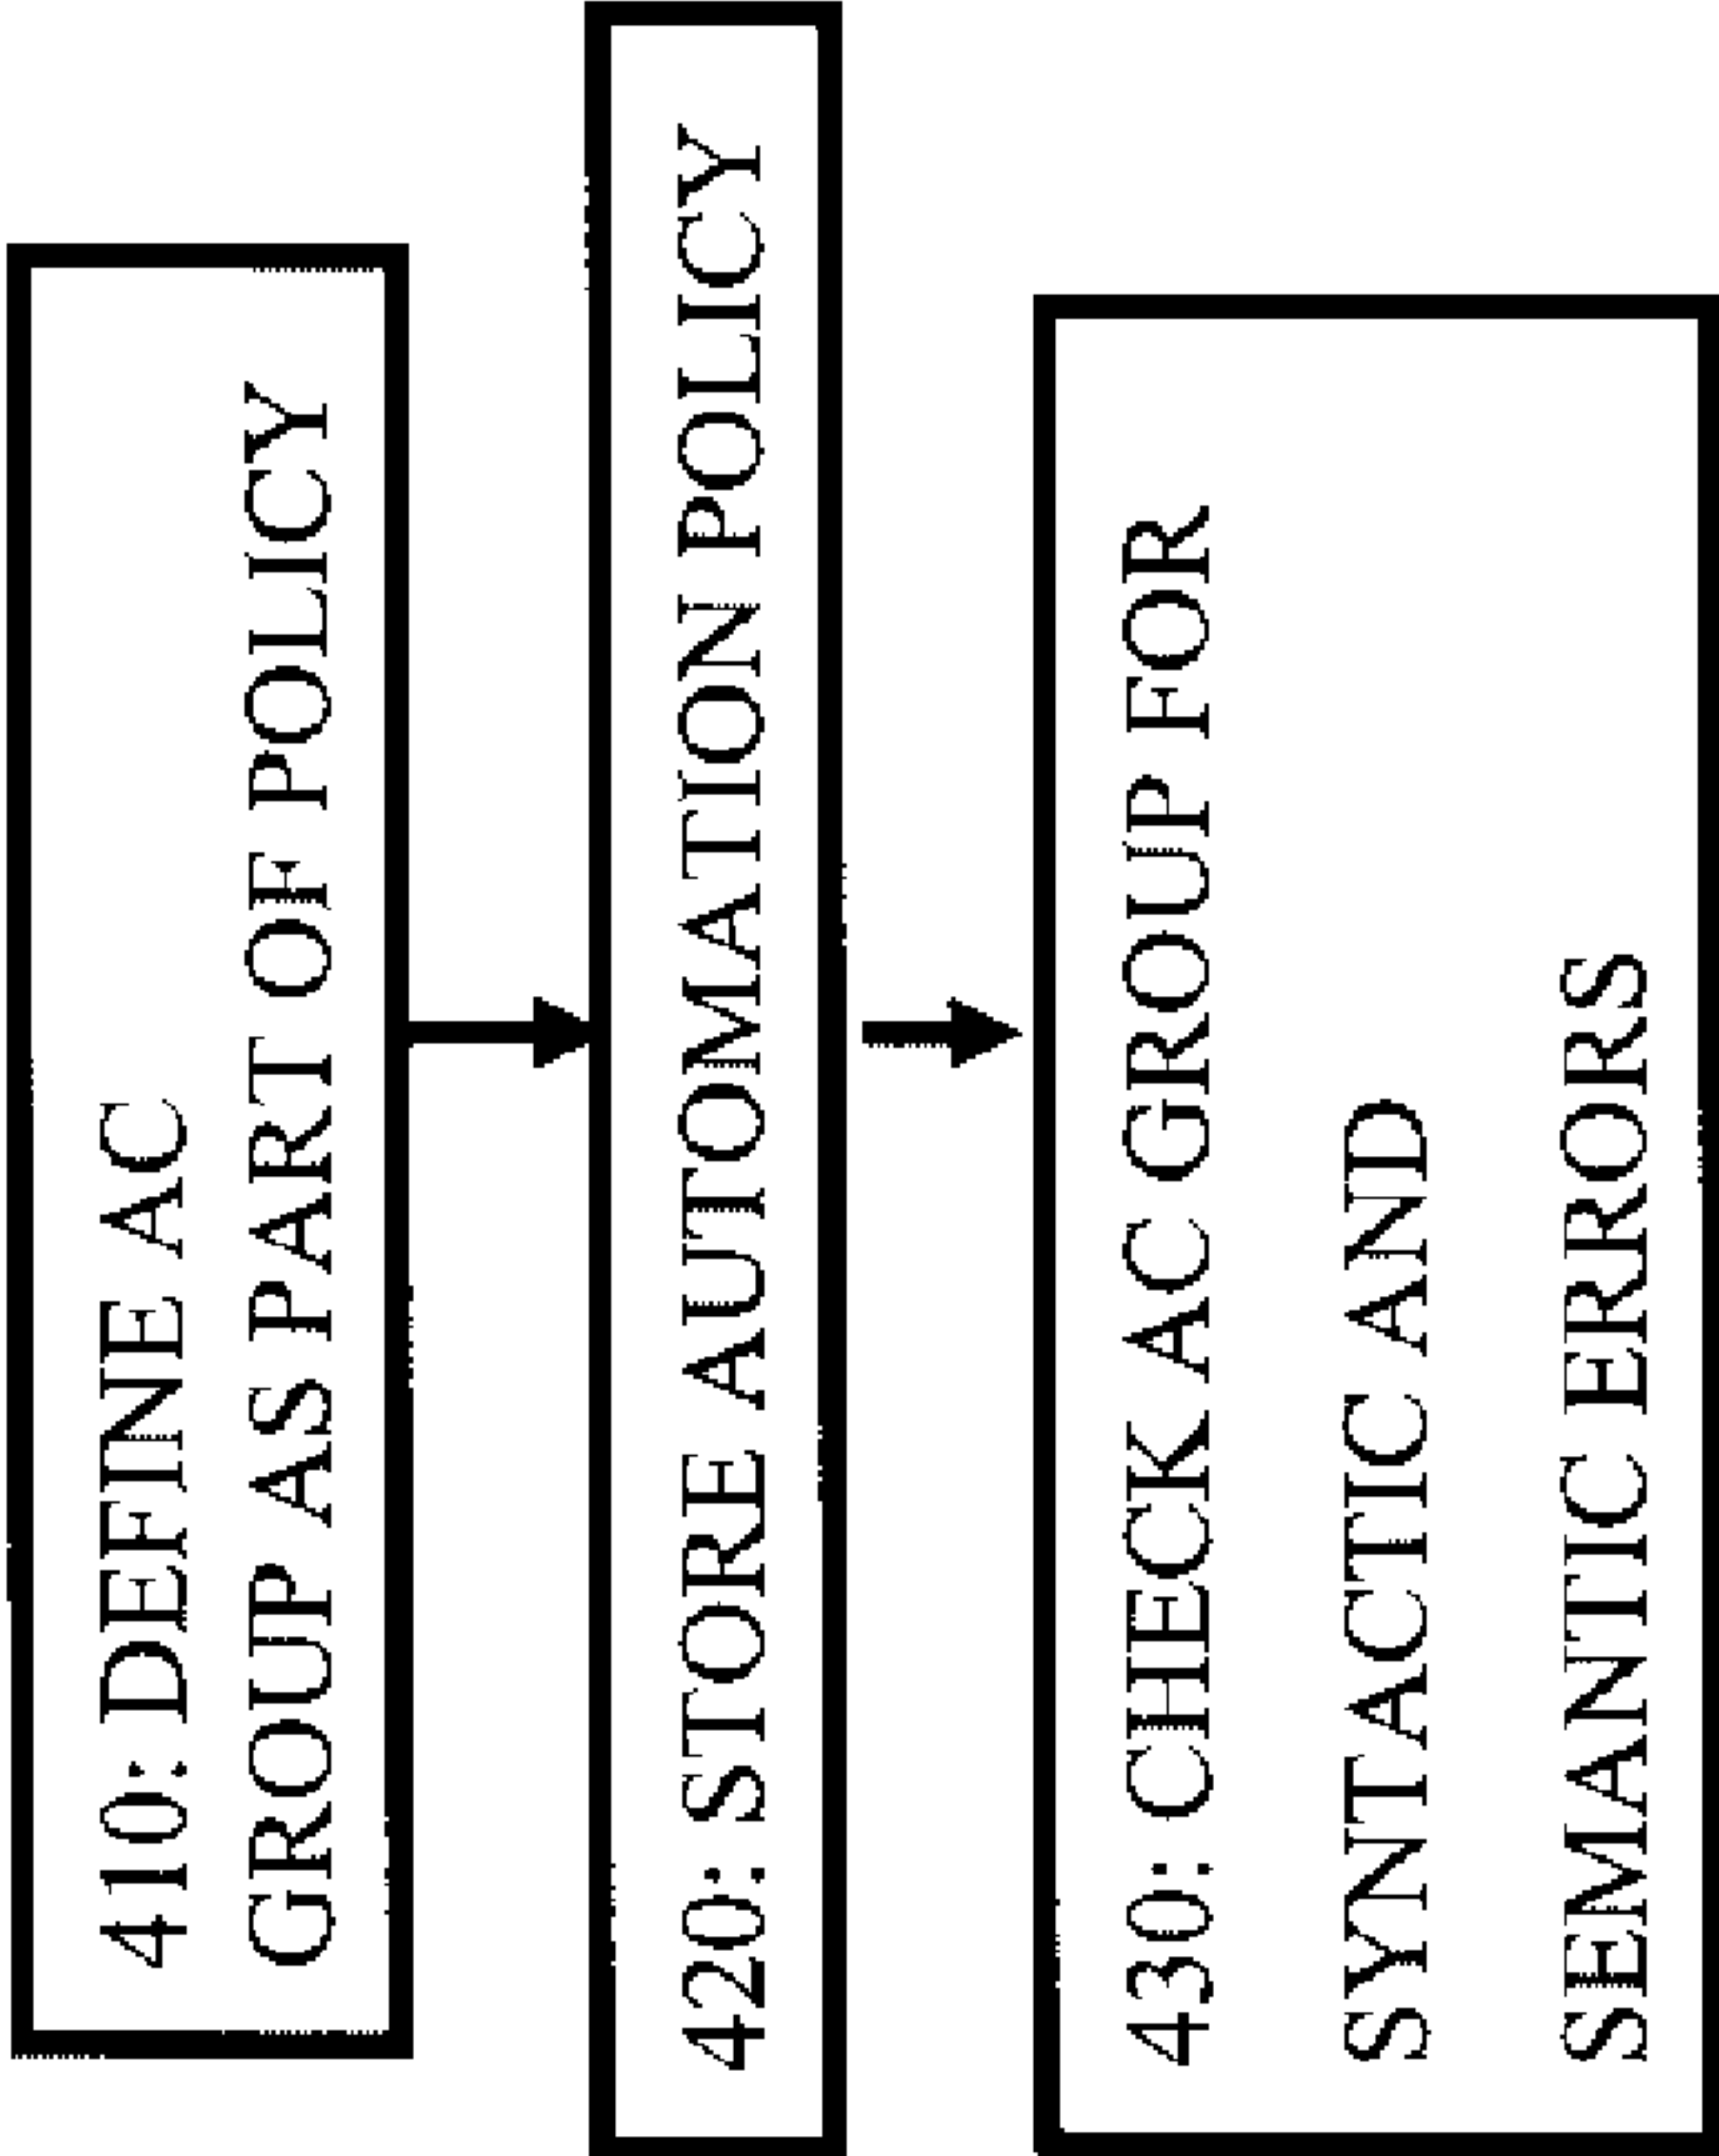 410: DEFINE AC
GROUP AS PART OF POLICY
420: STORE AUTOMATION POLICY
430: CHECK AC GROUP FOR
SYNTACTIC AND
SEMANTIC ERRORS